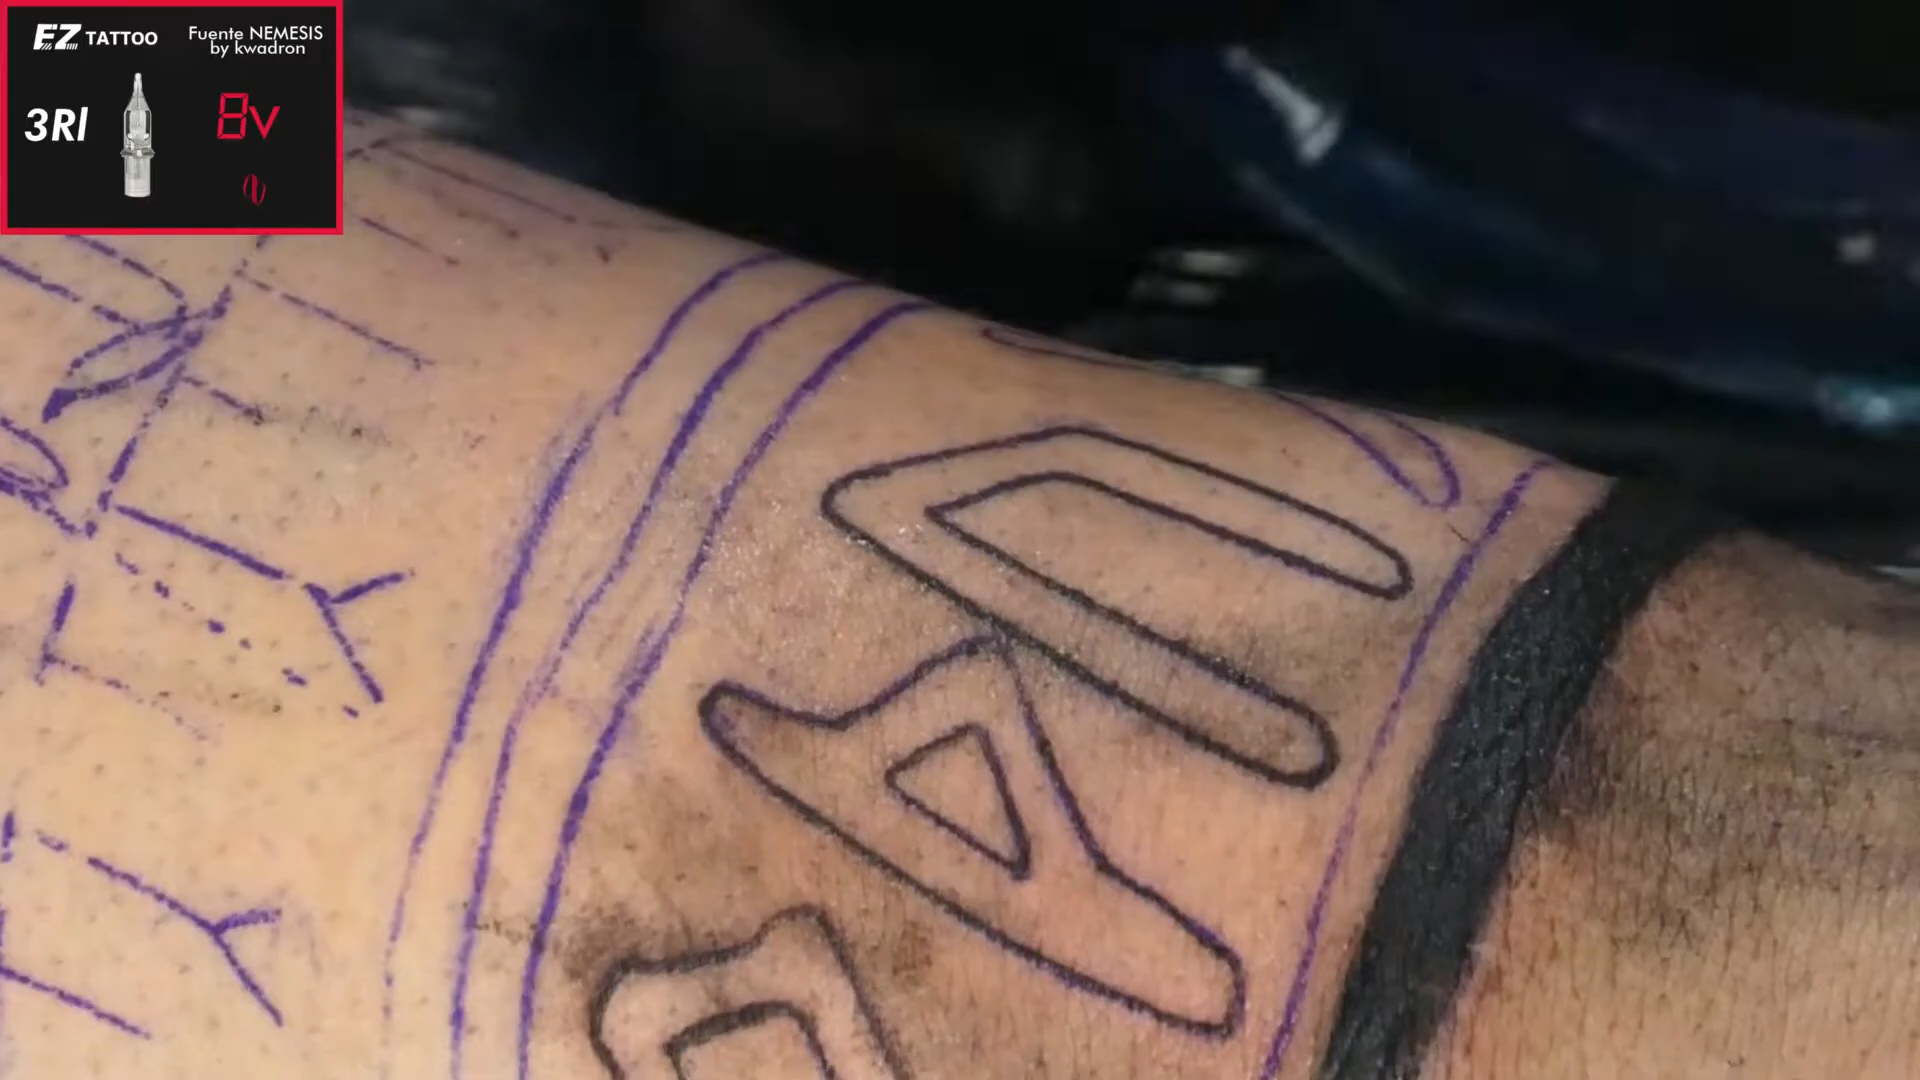 EZ TATTOO
Fuente NEMESIS
by kwadron
3Rl
8v